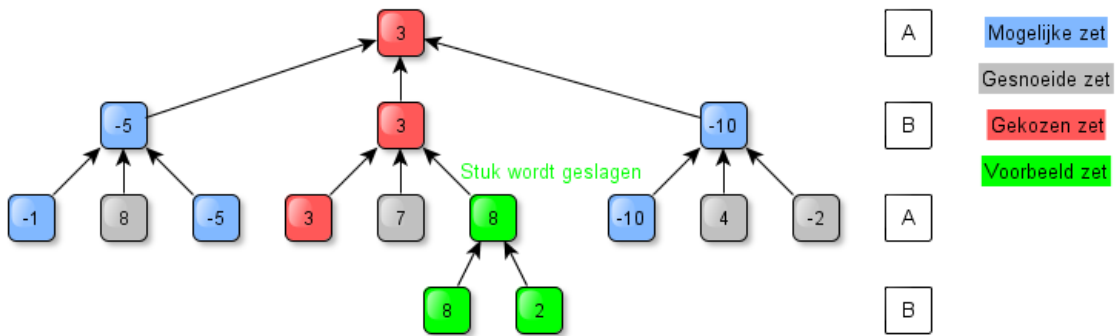 3
A
Mogelijke zet
Gesnoeide zet
-5
3
-10
B
Gekozen zet
Stuk wordt geslagen
Voorbeeld zet
-1
8
-5
3
7
8
-10
4
-2
A
8
2
B